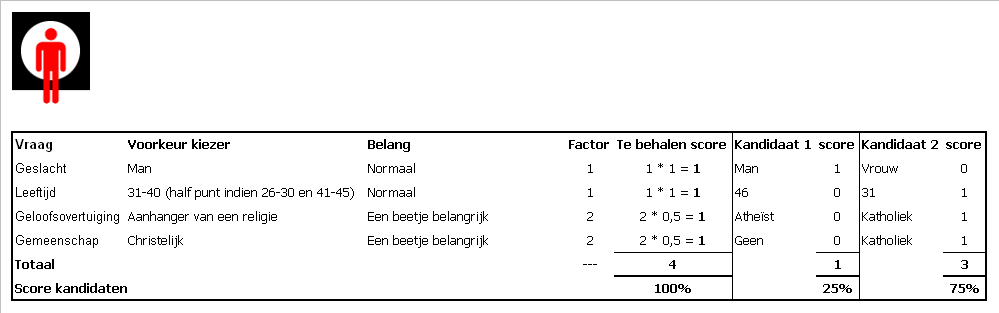 Vraag Voorkeur kiezer Belang Factor Te behalen score Kandidaat 1 score Kandidaat 2 score
Geslacht Man Normaal 1 1 * 1 = 1 Man 1 Vrouw 0
Leeftijd 31-40 (half punt indien 26-30 en 41-45) Normaal 1 1 * 1 = 1 46 0 31 1
Geloofsovertuiging Aanhanger van een religie Een beetje belangrijk 2 2 * 0,5 = 1 Atheïst 0 Katholiek 1
Gemeenschap Christelijk Een beetje belangrijk 2 2 * 0,5 = 1 Geen 0 Katholiek 1
Totaal --- 4 1 3
Score kandidaten 100% 25% 75%